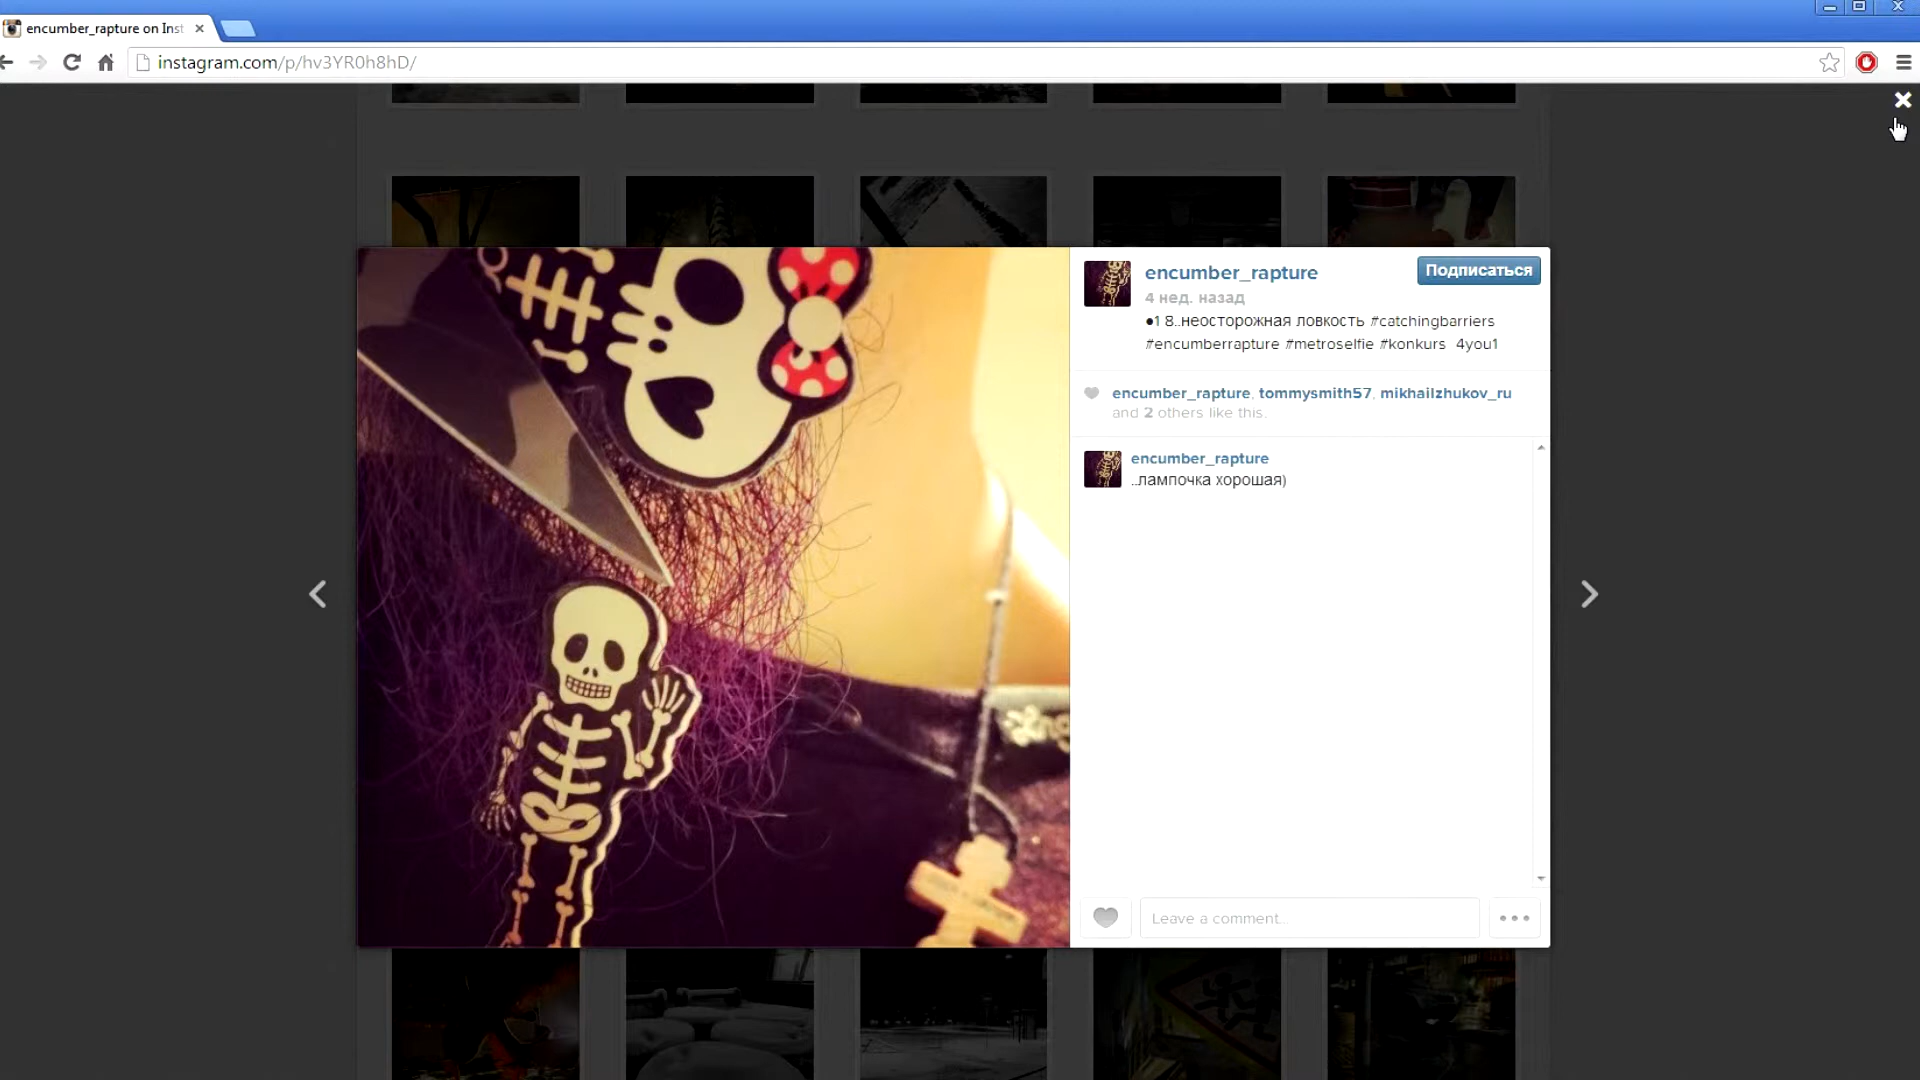 encumber_rapture on Inst
instagram.com/p/hv3YR0h8hD/
encumber_rapture
Подписаться
4 нед. назад
●1 8..неосторожная ловкость #catchingbarriers
#encumberrapture #metroselfie #konkurs 4you1
encumber_rapture, tommysmith57, mikhailzhukov_ru
and 2 others like this.
encumber_rapture
..лампочка хорошая)
Leave a comment...